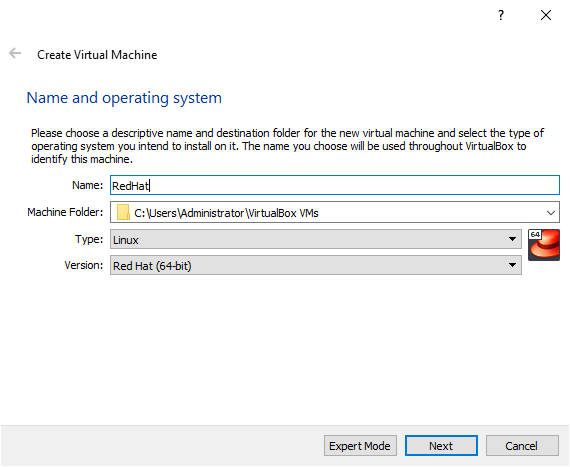 ?
Create Virtual Machine
Name and operating system
Please choose a descriptive name and destination folder for the new virtual machine and select the type of
operating system you intend to install on it. The name you choose will be used throughout VirtualBox to
identify this machine.
Name: RedHat
Machine Folder: C:\Users\Administrator\VirtualBox VMs
Type: Linux
64
Version: Red Hat (64-bit)
Expert Mode Next Cancel